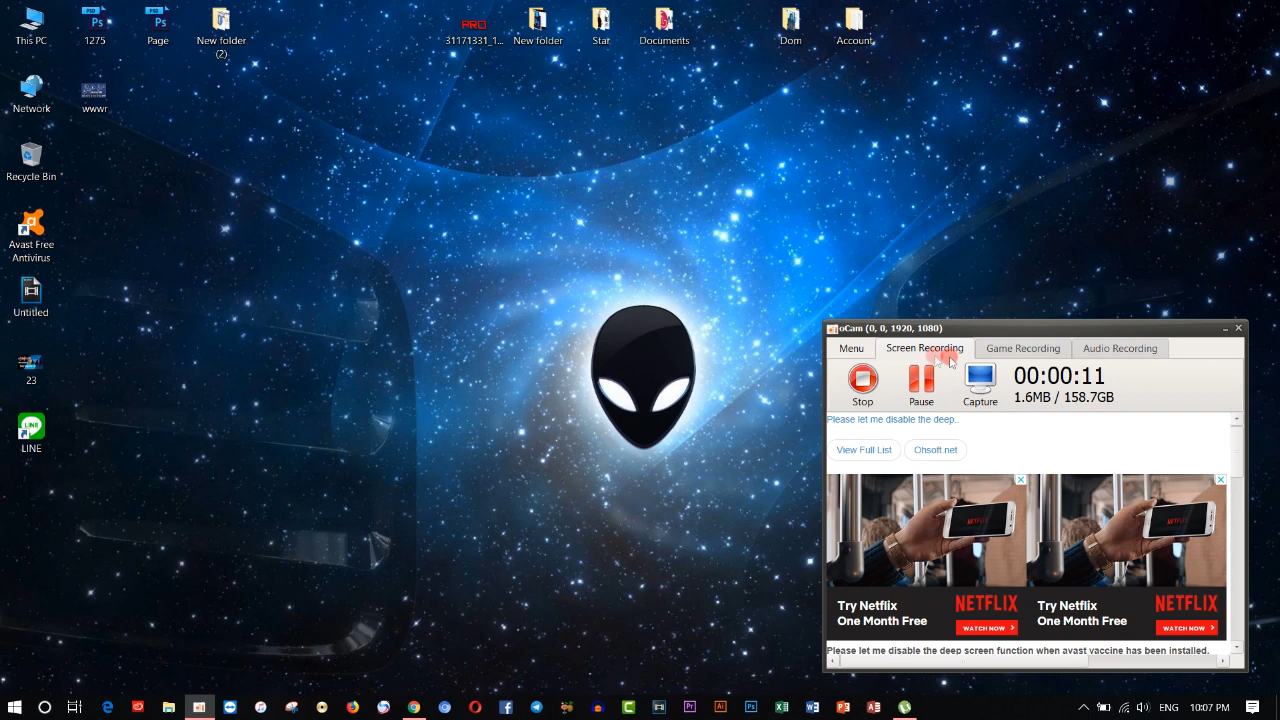 This PC
1275
Page
New folder
(2)
31171331_1...
New folder
Star
Documents
Dom
Account
PRO
Network
wwwr
Recycle Bin
Avast Free
Antivirus
Untitled
23
LINE
LINE
oCam (0, 0, 1920, 1080)
Menu
Screen Recording
Game Recording
Audio Recording
Stop
Pause
Capture
00:00:11
1.6MB / 158.7GB
Please let me disable the deep..
View Full List
Ohsoft.net
NETFLIX
NETFLIX
Try Netflix
One Month Free
NETFLIX
WATCH NOW
Try Netflix
One Month Free
NETFLIX
WATCH NOW
Please let me disable the deep screen function when avast vaccine has been installed.
ENG
10:07 PM